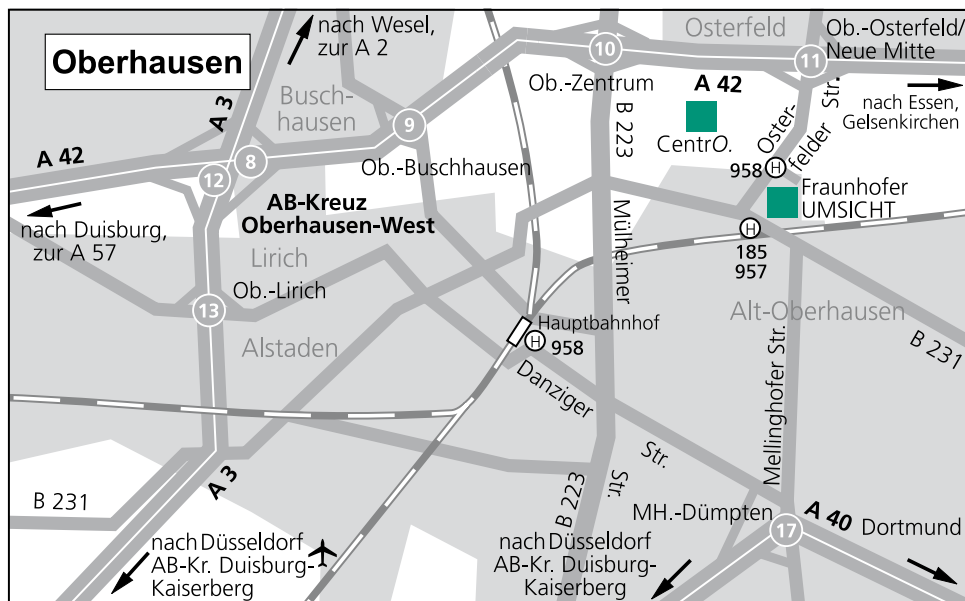 Oberhausen
nach Wesel,
zur A 2
Osterfeld
Ob.-Osterfeld/
Neue Mitte
10
11
Ob.-Zentrum
A 42
nach Essen,
Gelsenkirchen
A 3
Busch-
hausen
9
B 223
CentrO.
Oster-
felder Str.
A 42
8
12
Ob.-Buschhausen
958 H
Fraunhofer
UMSICHT
AB-Kreuz
Oberhausen-West
nach Duisburg,
zur A 57
H
185
957
Lirich
Ob.-Lirich
13
Mülheimer
Alt-Oberhausen
Hauptbahnhof
H 958
Alstaden
B 231
Mellinghofer Str.
Danziger
Str.
A 3
B 231
B 223
Str.
MH.-Dümpten
17
A 40
Dortmund
nach Düsseldorf
AB-Kr. Duisburg-
Kaiserberg
nach Düsseldorf
AB-Kr. Duisburg-
Kaiserberg